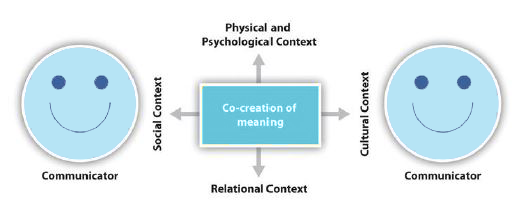 Physical and
Psychological Context
Social Context
Co-creation of
meaning
Cultural Context
Communicator
Relational Context
Communicator